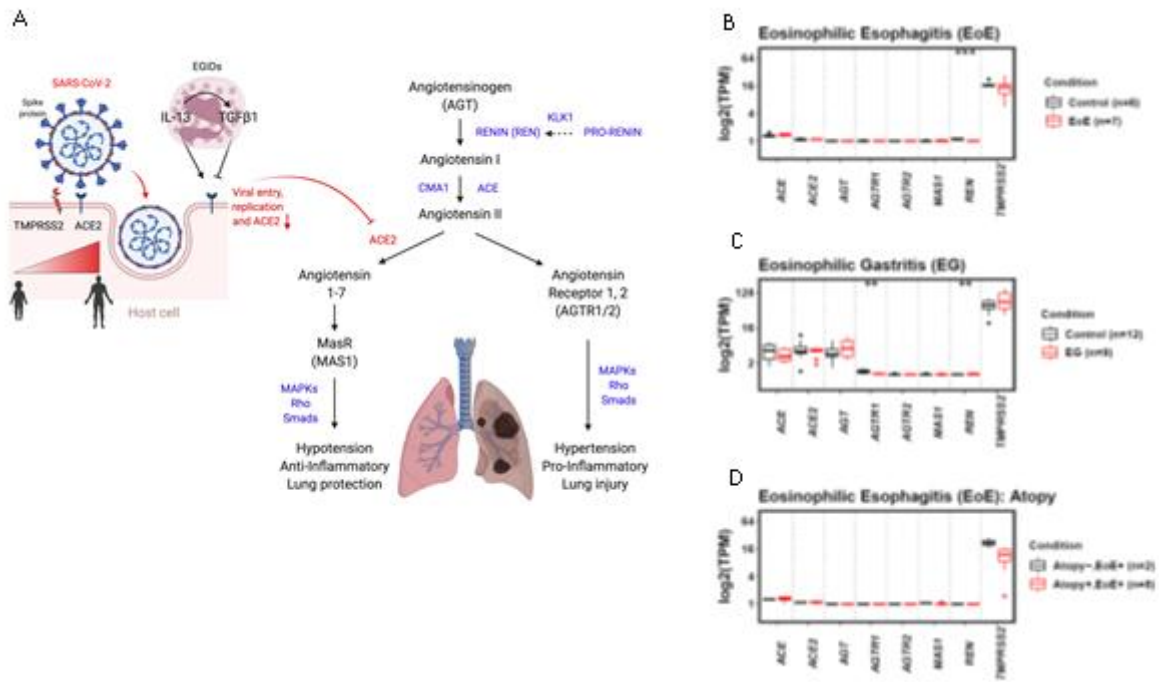 A
SARS-CoV-2
Spike
protein
EGIDs
IL-13
TGFβ1
TMPRSS2
ACE2
Viral entry,
replication
and ACE2
Host cell
Angiotensinogen
(AGT)
KLK1
RENIN (REN)
PRO-RENIN
Angiotensin I
CMA1
ACE
Angiotensin II
ACE2
Angiotensin
1-7
Angiotensin
Receptor 1, 2
(AGTR1/2)
MasR
(MAS1)
MAPKs
Rho
Smads
MAPKs
Rho
Smads
Hypotension
Anti-Inflammatory
Lung protection
Hypertension
Pro-Inflammatory
Lung injury
B
Eosinophilic Esophagitis (EoE)
***
log2(TPM)
64
16
1
ACE
ACE2
AGT
AGTR1
AGTR2
MAS1
REN
TMPRSS2
Condition
Control
EoE (n=7)
C
Eosinophilic Gastritis (EG)
**
**
log2(TPM)
128
16
2
ACE
ACE2
AGT
AGTR1
AGTR2
MAS1
REN
TMPRSS2
Condition
Control (n=12)
EG
D
Eosinophilic Esophagitis (EoE): Atopy
log2(TPM)
64
16
4
1
ACE
ACE2
AGT
AGTR1
AGTR2
MAS1
REN
TMPRSS2
Condition
Atopy-.EoE+ (n=2)
Atopy+.EoE+